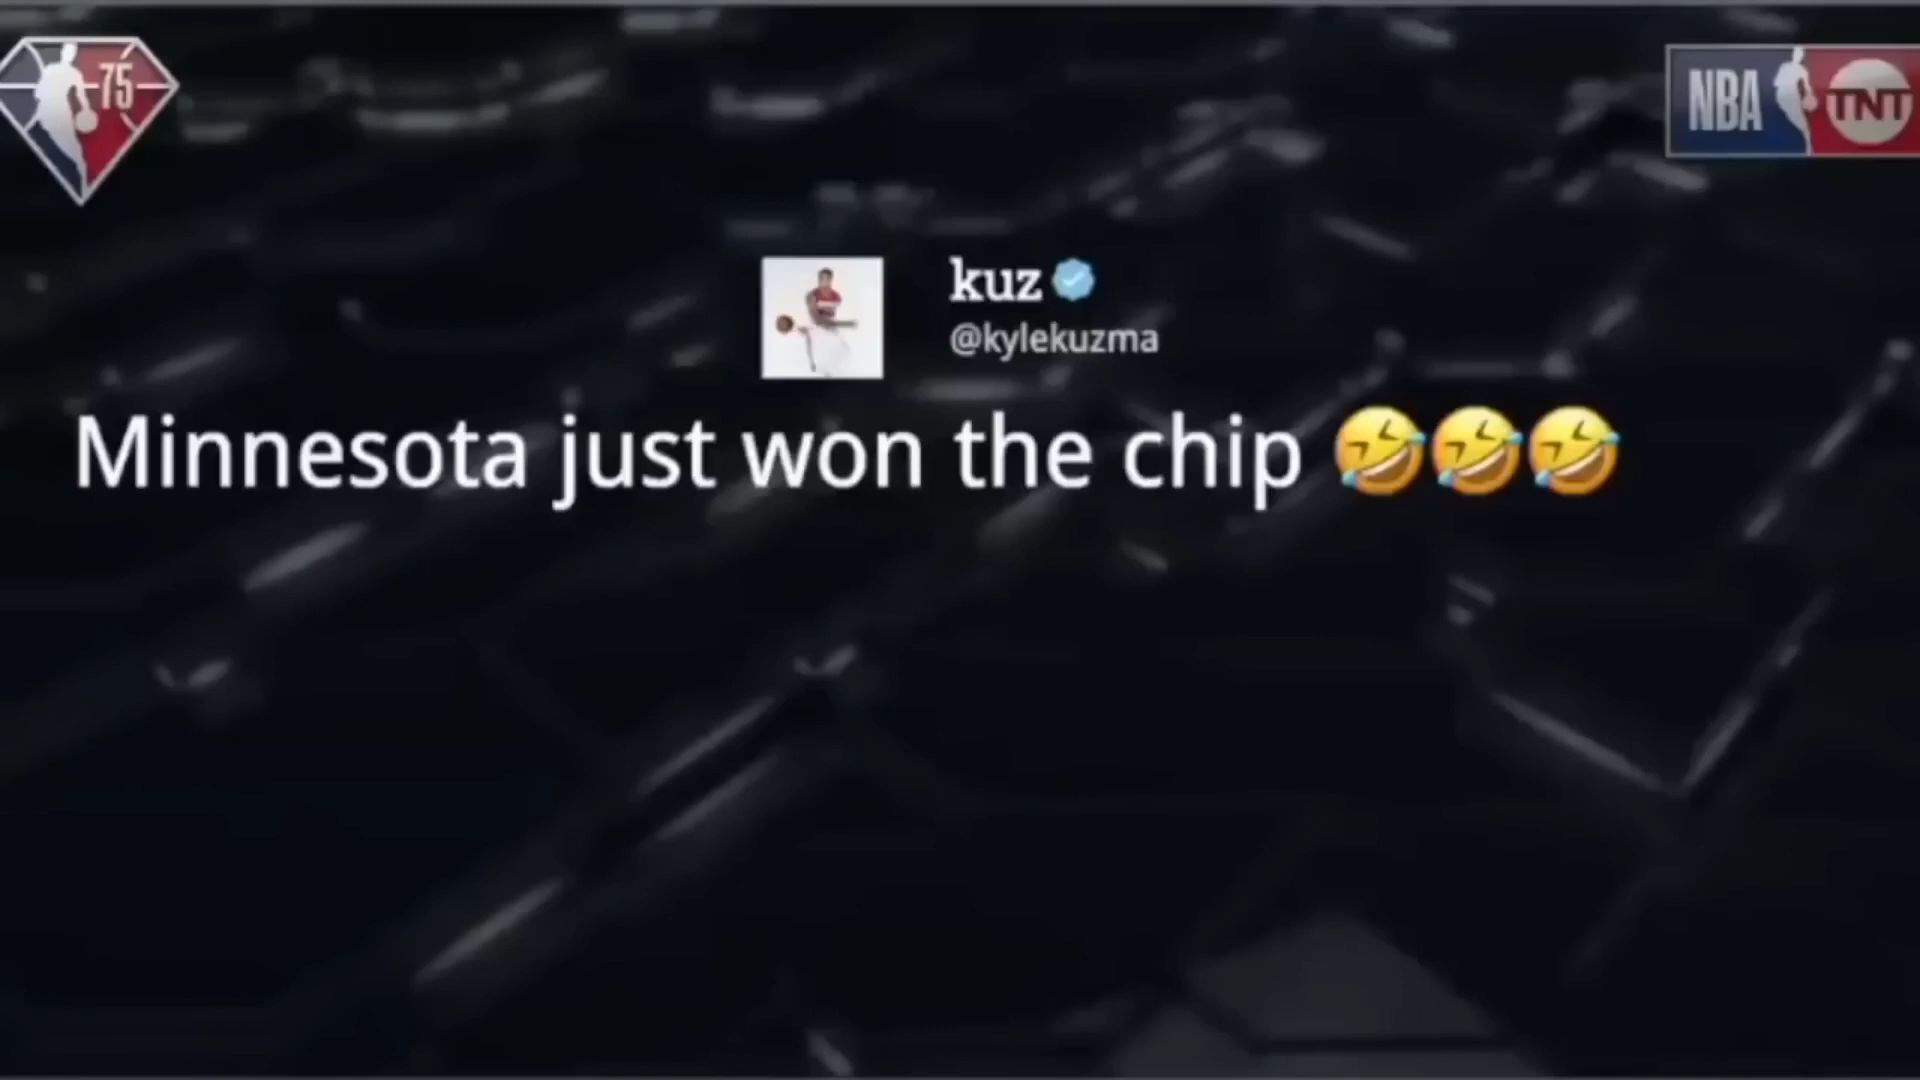 75
NBA TNT
kuz
@kylekuzma
Minnesota just won the chip 🤣🤣🤣